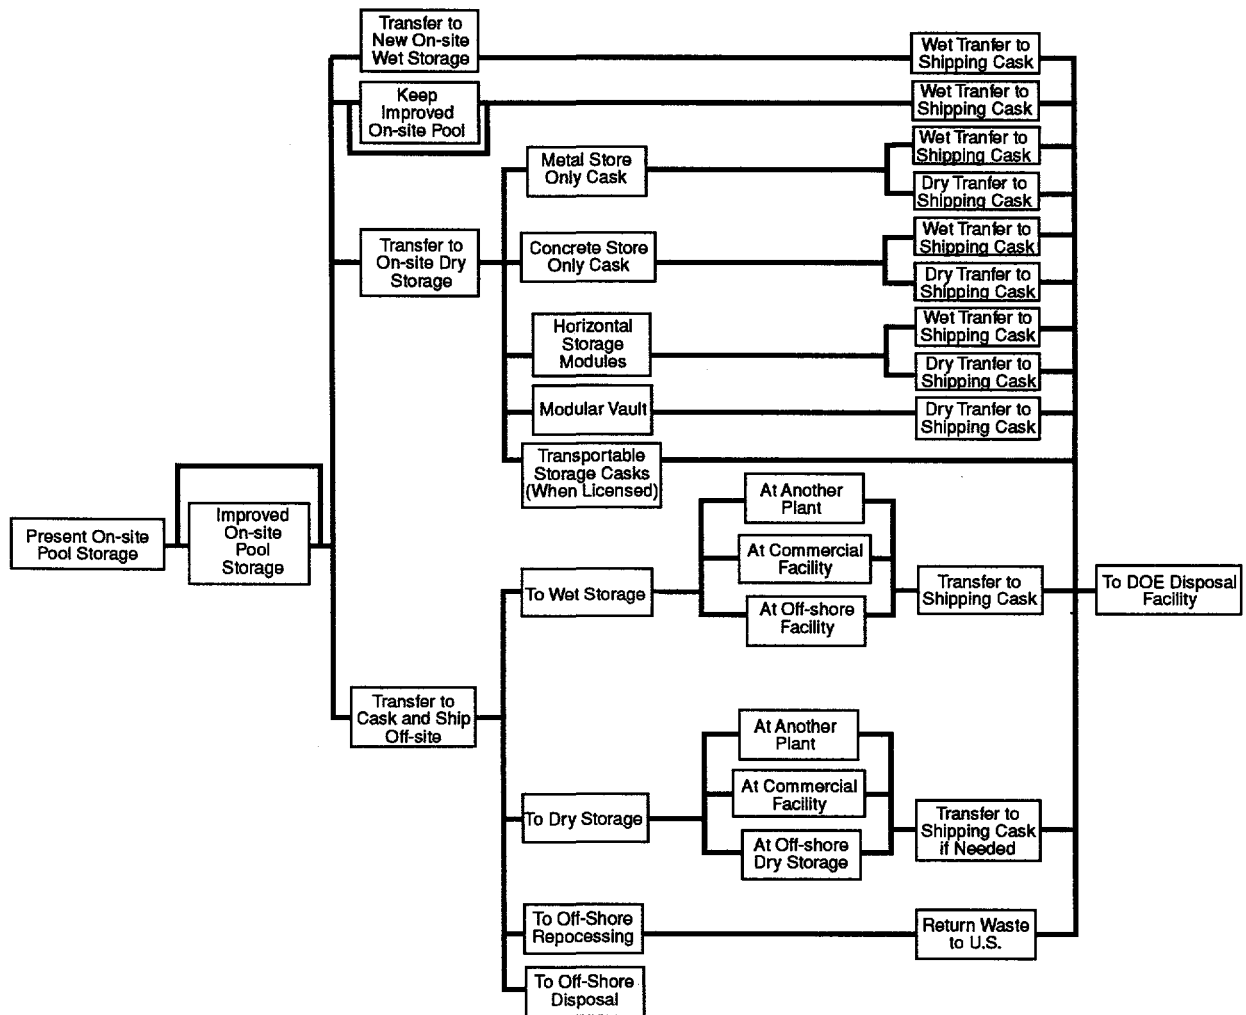 Transfer to
New On-site
Wet Storage
Wet Tranfer to
Shipping Cask
Keep
Improved
On-site Pool
Wet Tranfer to
Shipping Cask
Metal Store
Only Cask
Wet Tranfer to
Shipping Cask
Dry Tranfer to
Shipping Cask
Transfer to
On-site Dry
Storage
Concrete Store
Only Cask
Wet Tranfer to
Shipping Cask
Dry Tranfer to
Shipping Cask
Horizontal
Storage
Modules
Wet Tranfer to
Shipping Cask
Dry Tranfer to
Shipping Cask
Modular Vault
Dry Tranfer to
Shipping Cask
Transportable
Storage Casks
(When Licensed)
Present On-site
Pool Storage
Improved
On-site
Pool
Storage
At Another
Plant
At Commercial
Facility
At Off-shore
Facility
To Wet Storage
Transfer to
Shipping Cask
To DOE Disposal
Facility
Transfer to
Cask and Ship
Off-site
At Another
Plant
At Commercial
Facility
At Off-shore
Dry Storage
To Dry Storage
Transfer to
Shipping Cask
if Needed
To Off-Shore
Repocessing
Return Waste
to U.S.
To Off-Shore
Disposal